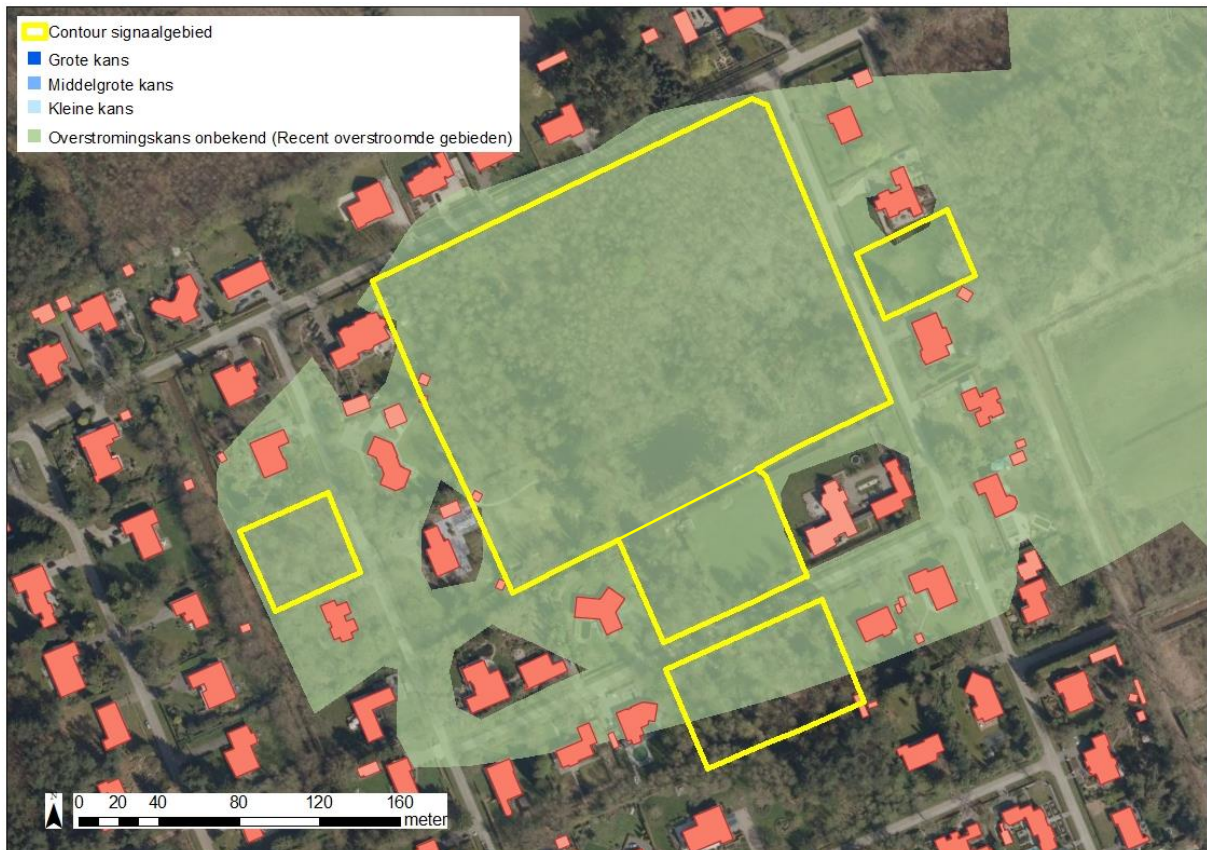 Contour signaalgebied
Grote kans
Middelgrote kans
Kleine kans
Overstromingskans onbekend (Recent overstroomde gebieden)
N
0 20 40 80 120 160
meter